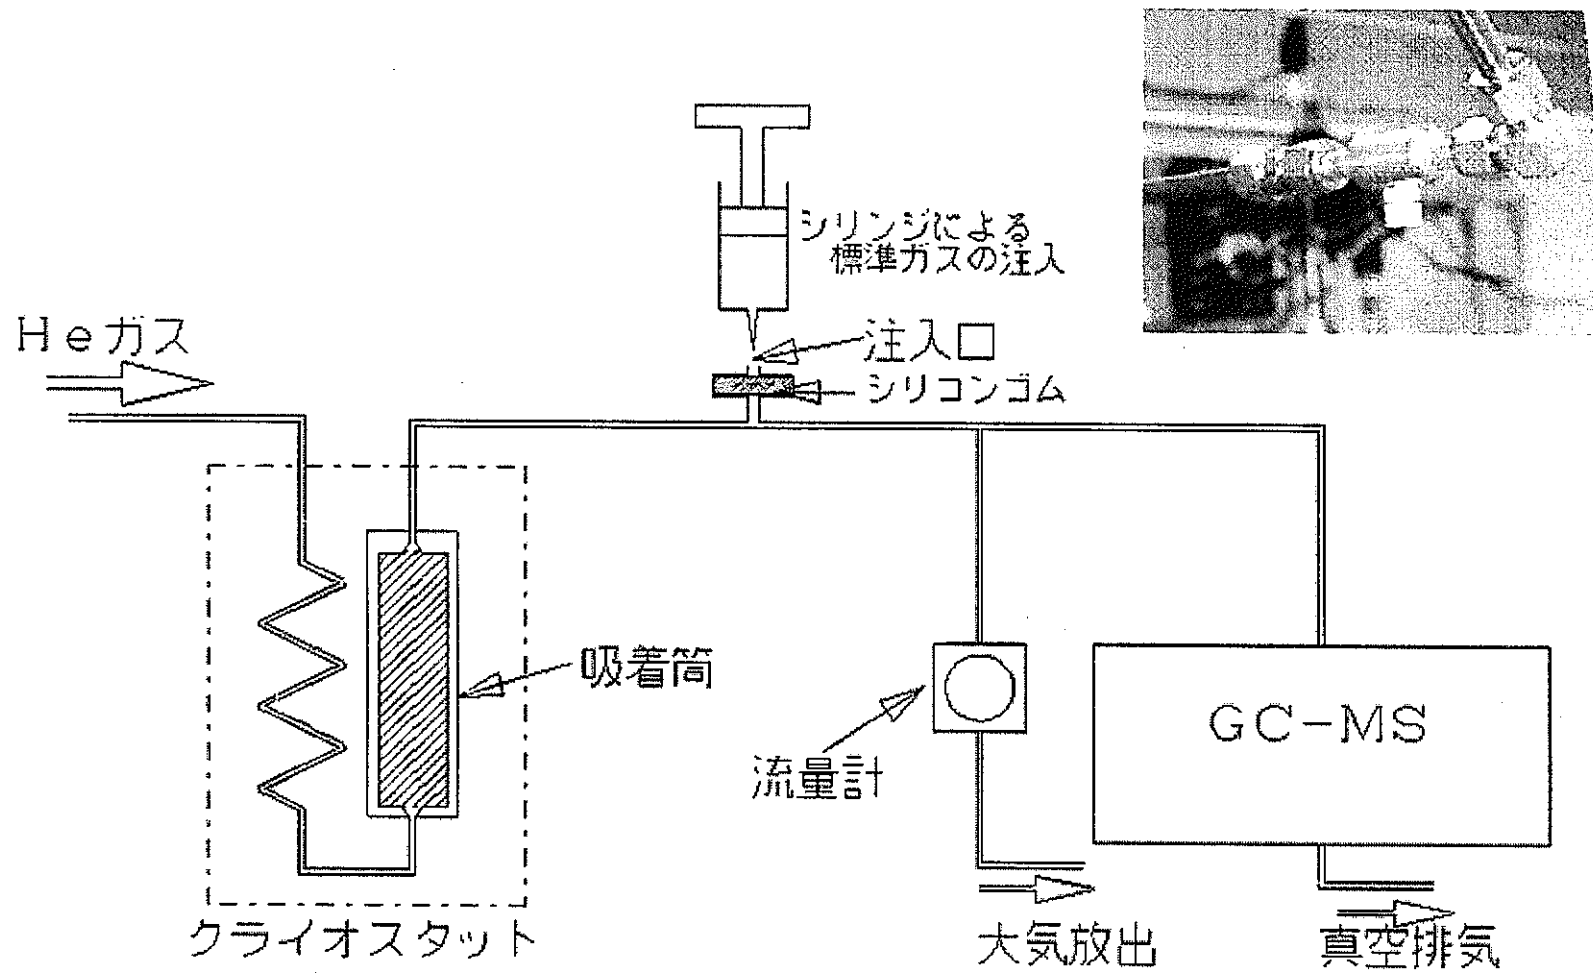 シリンジによる
標準ガスの注入
Heガス
注入口
シリコンゴム
吸着筒
GC-MS
流量計
クライオスタット
大気放出
真空排気